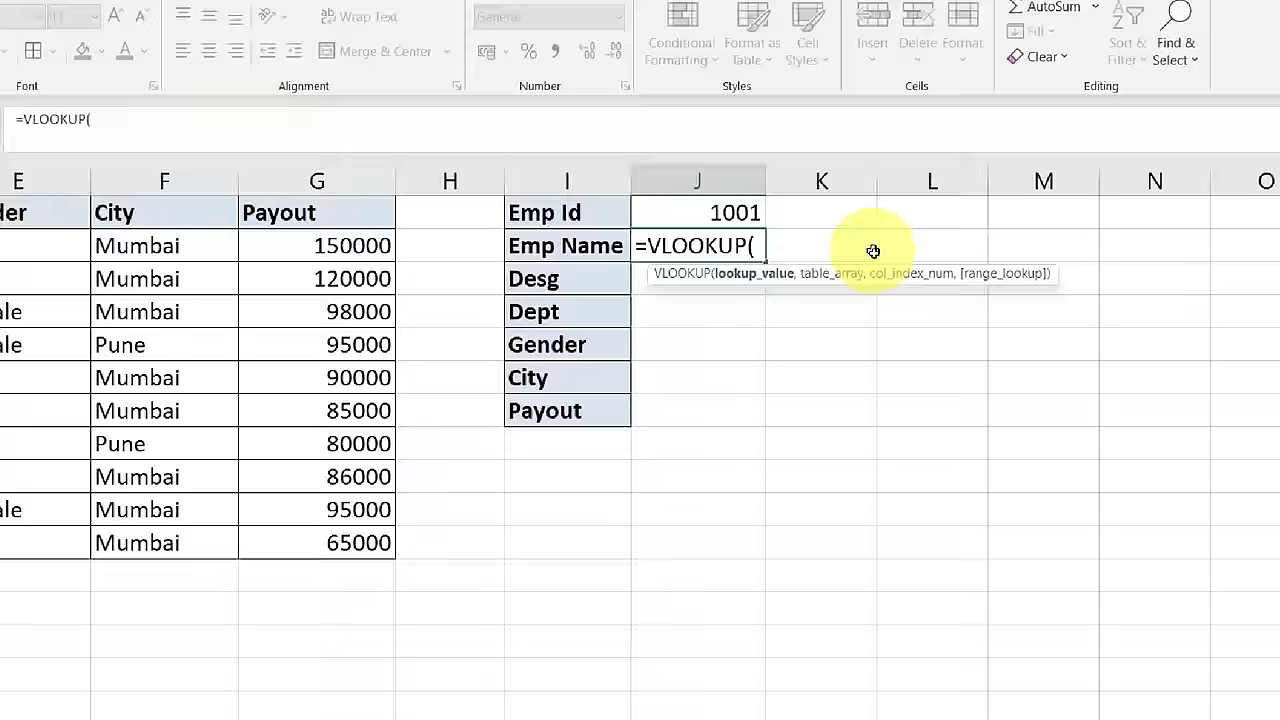 Wrap Text
General
AutoSum
Fill
Clear
Merge & Center
Conditional
Formatting
Format as
Table
Cell
Styles
Insert
Delete
Format
Sort &
Filter
Find &
Select
Font
Alignment
Number
Styles
Cells
Editing
=VLOOKUP(
E F G H I J K L M N O
der City Payout Emp Id 1001
Mumbai 150000 Emp Name =VLOOKUP(
VLOOKUP(lookup_value, table_array, col_index_num, [range_lookup])
Mumbai 120000 Desg
ale Mumbai 98000 Dept
ale Pune 95000 Gender
Mumbai 90000 City
Mumbai 85000 Payout
Pune 80000
Mumbai 86000
ale Mumbai 95000
Mumbai 65000